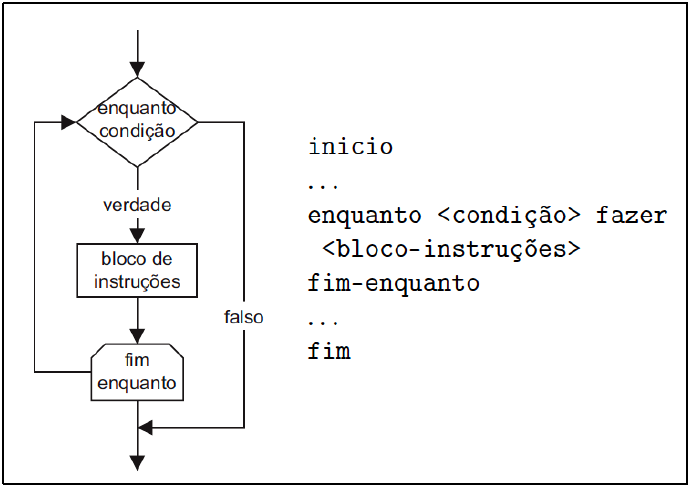 enquanto
condição
verdade
bloco de
instruções
falso
fim
enquanto
inicio
...
enquanto <condição> fazer
<bloco-instruções>
fim-enquanto
...
fim